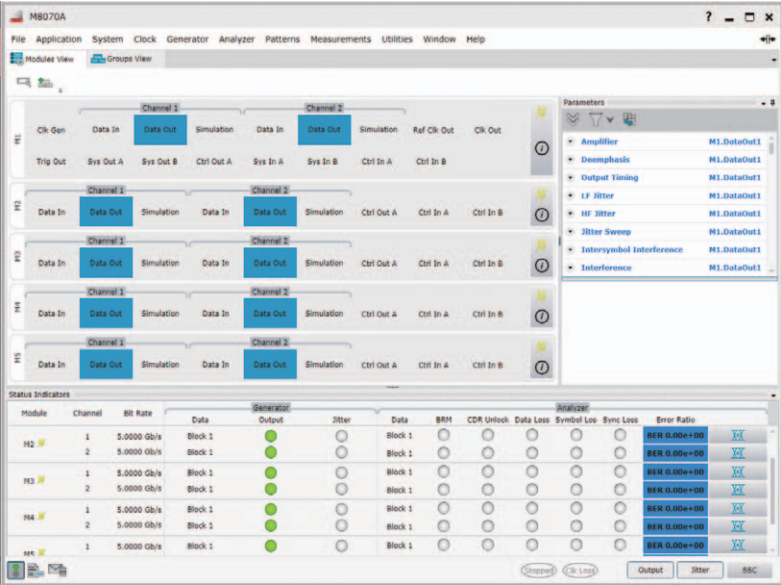 M8070A ?
File Application System Clock Generator Analyzer Patterns Measurements Utilities Window Help
Modules View Groups View
Channel 1 Channel 2
M1 Clk Gen Data In Data Out Simulation Data In Data Out Simulation Ref Clk Out Clk Out
Trig Out Sys Out A Sys Out B Ctrl Out A Sys In A Sys In B Ctrl In A Ctrl In B
Channel 1 Channel 2
M2 Data In Data Out Simulation Data In Data Out Simulation Ctrl Out A Ctrl In A Ctrl In B
Channel 1 Channel 2
M3 Data In Data Out Simulation Data In Data Out Simulation Ctrl Out A Ctrl In A Ctrl In B
Channel 1 Channel 2
M4 Data In Data Out Simulation Data In Data Out Simulation Ctrl Out A Ctrl In A Ctrl In B
Channel 1 Channel 2
M5 Data In Data Out Simulation Data In Data Out Simulation Ctrl Out A Ctrl In A Ctrl In B
Parameters
Amplifier M1.DataOut1
Deemphasis M1.DataOut1
Output Timing M1.DataOut1
LF Jitter M1.DataOut1
HF Jitter M1.DataOut1
Jitter Sweep M1.DataOut1
Intersymbol Interference M1.DataOut1
Interference M1.DataOut1
Status Indicators
Generator Analyzer
Module Channel Bit Rate Data Output Jitter Data BRM CDR Unlock Data Loss Symbol Los Sync Loss Error Ratio
M2 1 5.0000 Gb/s Block 1 Block 1 BER 0.00e+00
2 5.0000 Gb/s Block 1 Block 1 BER 0.00e+00
M3 1 5.0000 Gb/s Block 1 Block 1 BER 0.00e+00
2 5.0000 Gb/s Block 1 Block 1 BER 0.00e+00
M4 1 5.0000 Gb/s Block 1 Block 1 BER 0.00e+00
2 5.0000 Gb/s Block 1 Block 1 BER 0.00e+00
M5 1 5.0000 Gb/s Block 1 Block 1 BER 0.00e+00
Stopped Clk Loss Output Jitter SSC